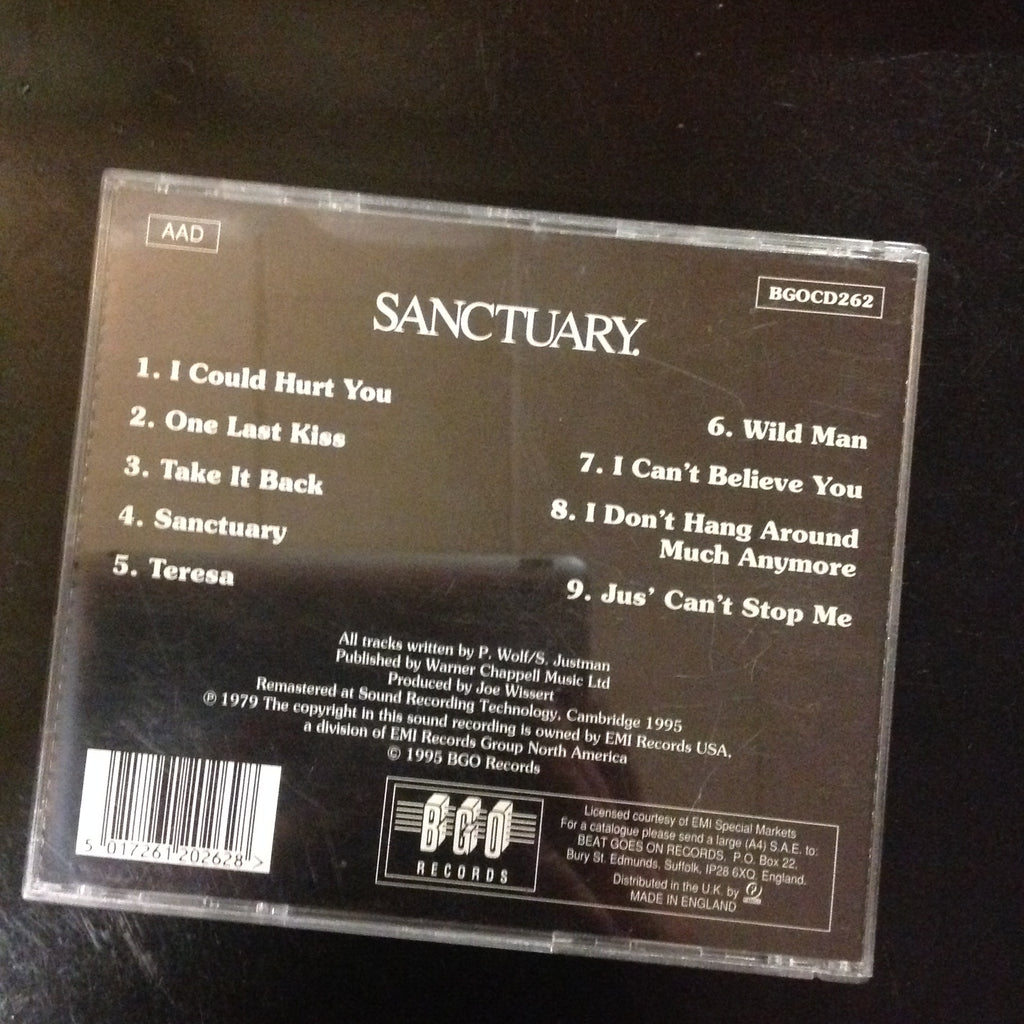 AAD
BGOCD262
SANCTUARY.
1. I Could Hurt You
2. One Last Kiss
3. Take It Back
4. Sanctuary
5. Teresa
6. Wild Man
7. I Can't Believe You
8. I Don't Hang Around
Much Anymore
9. Jus' Can't Stop Me
All tracks written by P. Wolf/S. Justman
Published by Warner Chappell Music Ltd
Produced by Joe Wissert
Remastered at Sound Recording Technology, Cambridge 1995
℗ 1979 The copyright in this sound recording is owned by EMI Records USA,
a division of EMI Records Group North America
© 1995 BGO Records
5 017261 202628 >
BGO
RECORDS
Licensed courtesy of EMI Special Markets
For a catalogue please send a large (A4) S.A.E. to:
BEAT GOES ON RECORDS, P.O. Box 22,
Bury St. Edmunds, Suffolk, IP28 6XQ, England.
Distributed in the U.K. by
MADE IN ENGLAND